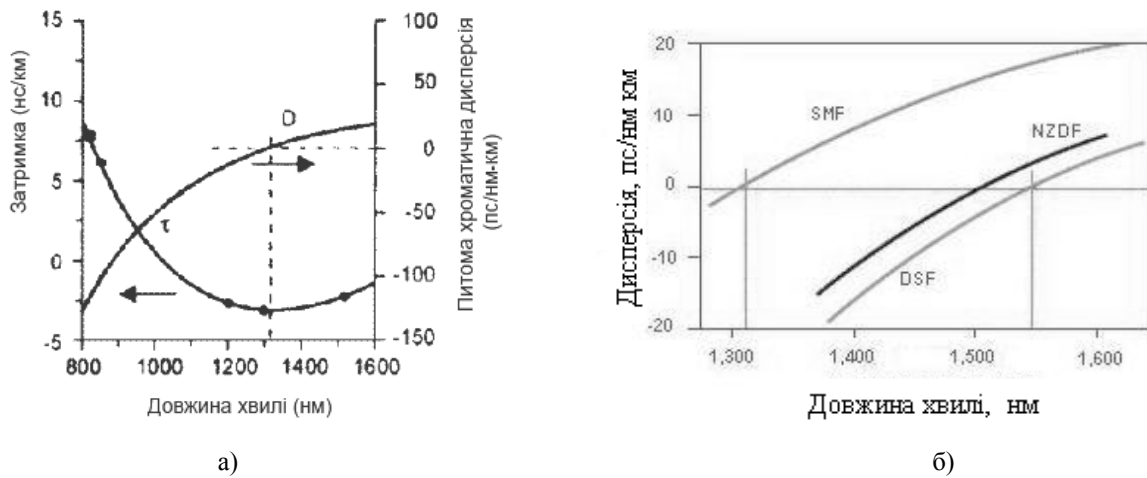 15
10
5
0
-5
Затримка (нс/км)
100
50
0
-50
-100
-150
Питома хроматична дисперсія
(пс/нм-км)
D
τ
800 1000 1200 1400 1600
Довжина хвилі (нм)
а)
20
10
0
-10
-20
Дисперсія, пс/нм км
SMF
NZDF
DSF
1,300 1,400 1,500 1,600
Довжина хвилі, нм
б)